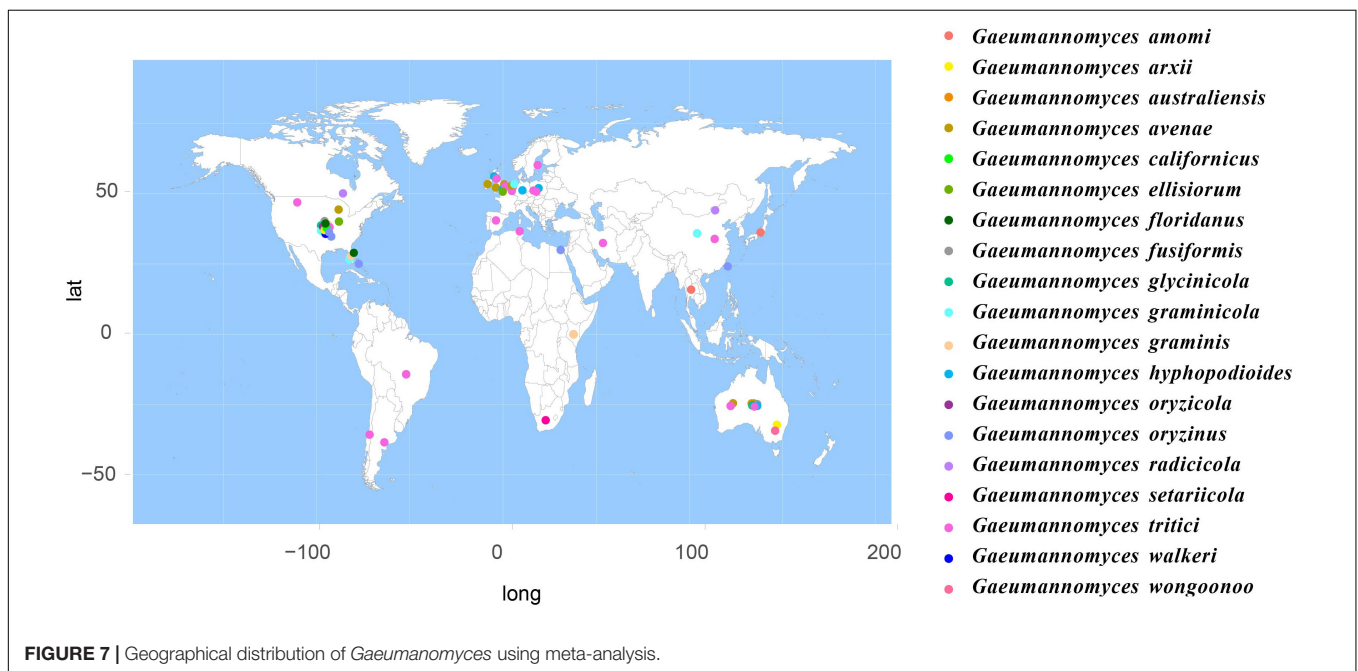 Gaeumannomyces amomi
Gaeumannomyces arxii
Gaeumannomyces australiensis
Gaeumannomyces avenae
Gaeumannomyces californicus
Gaeumannomyces ellisiorum
Gaeumannomyces floridanus
Gaeumannomyces fusiformis
Gaeumannomyces glycinicola
Gaeumannomyces graminicola
Gaeumannomyces graminis
Gaeumannomyces hyphopodioides
Gaeumannomyces oryzicola
Gaeumannomyces oryzinus
Gaeumannomyces radicicola
Gaeumannomyces setariicola
Gaeumannomyces tritici
Gaeumannomyces walkeri
Gaeumannomyces wongoonoo
50
0
−50
lat
−100 0 100 200
long
FIGURE 7 | Geographical distribution of Gaeumanomyces using meta-analysis.